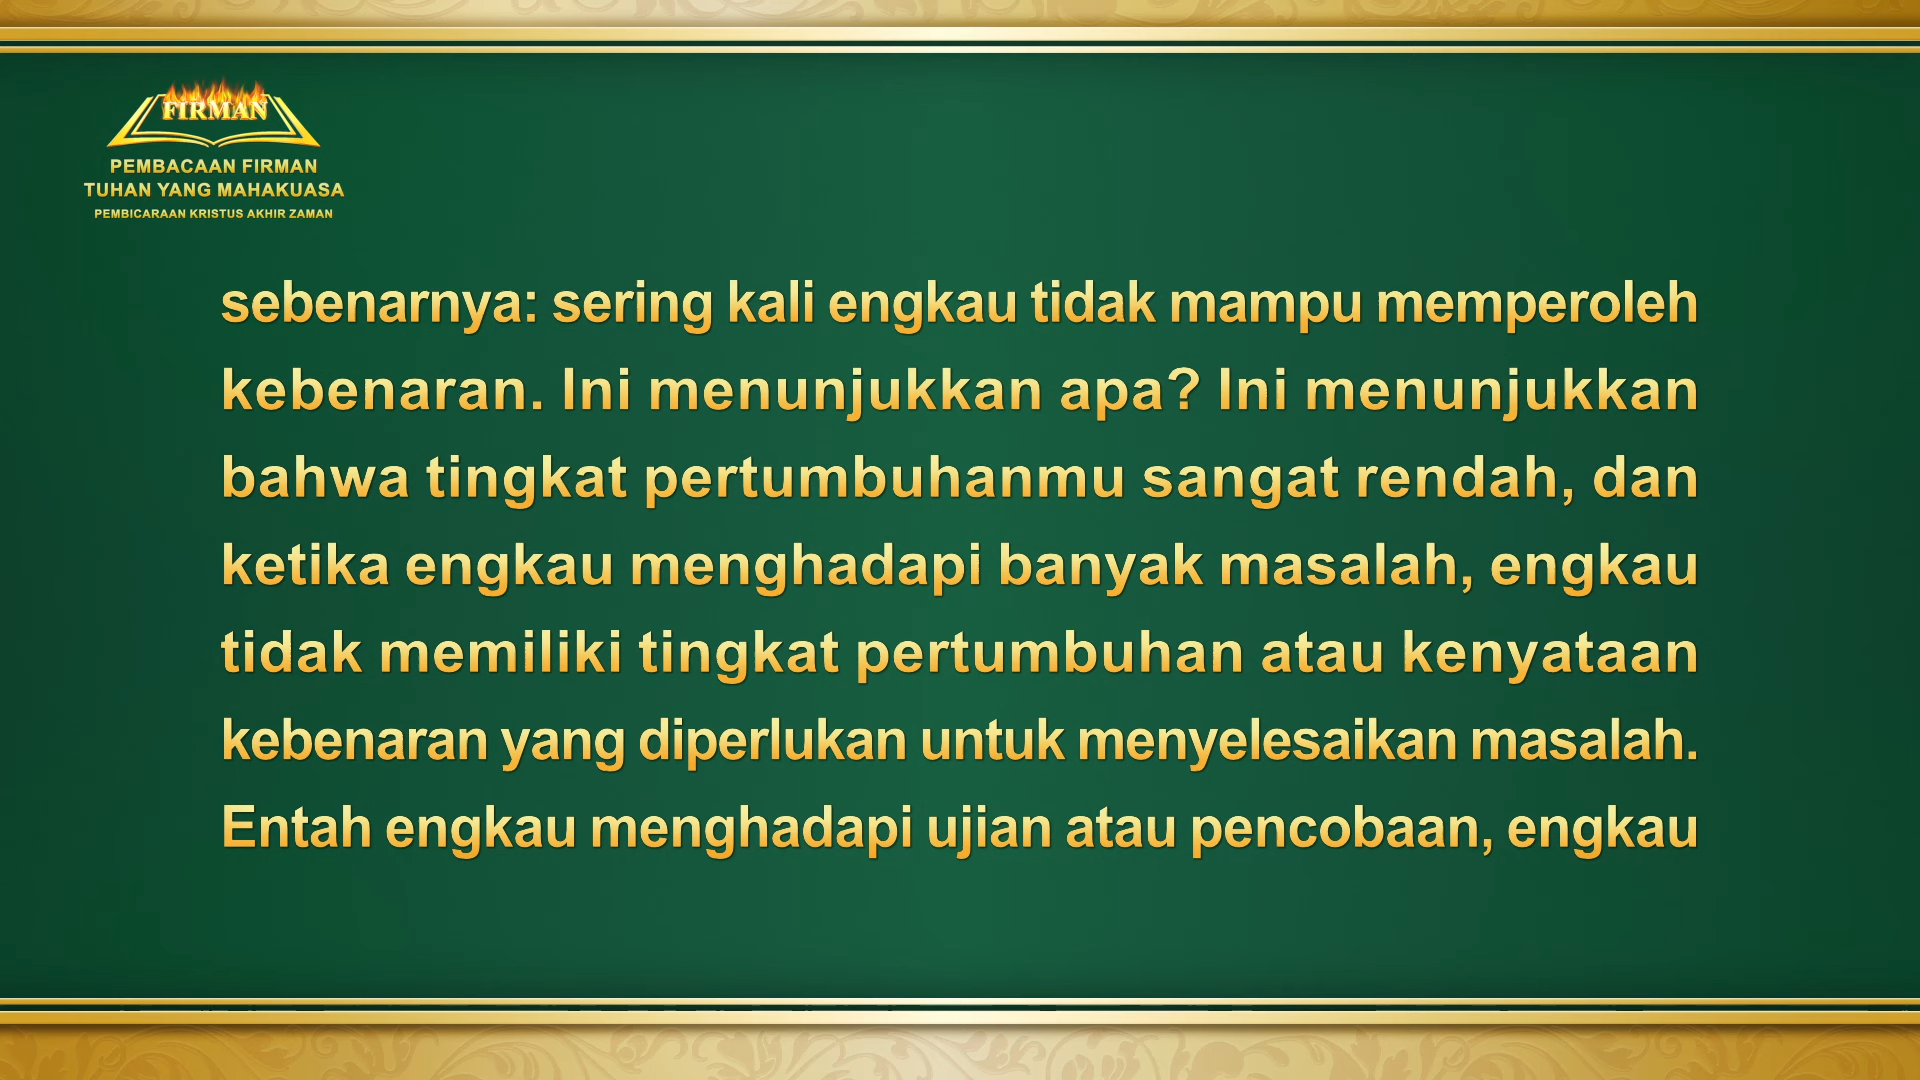 FIRMAN
PEMBACAAN FIRMAN
TUHAN YANG MAHAKUASA
PEMBICARAAN KRISTUS AKHIR ZAMAN
sebenarnya: sering kali engkau tidak mampu memperoleh
kebenaran. Ini menunjukkan apa? Ini menunjukkan
bahwa tingkat pertumbuhanmu sangat rendah, dan
ketika engkau menghadapi banyak masalah, engkau
tidak memiliki tingkat pertumbuhan atau kenyataan
kebenaran yang diperlukan untuk menyelesaikan masalah.
Entah engkau menghadapi ujian atau pencobaan, engkau